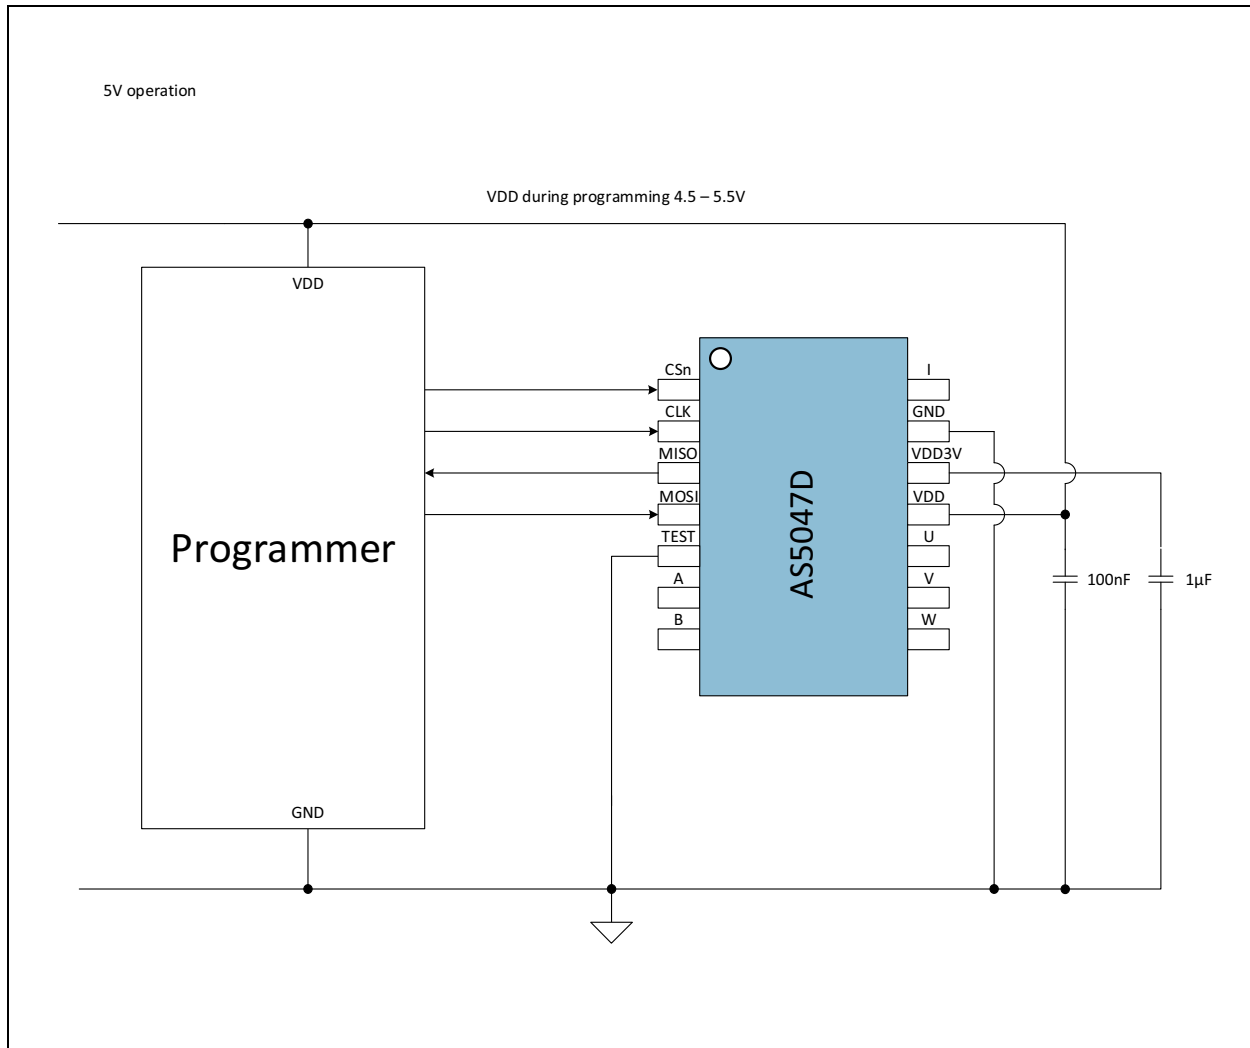 5V operation
VDD during programming 4.5 – 5.5V
VDD
Programmer
GND
CSn
CLK
MISO
MOSI
TEST
A
B
AS5047D
I
GND
VDD3V
VDD
U
V
W
100nF
1µF